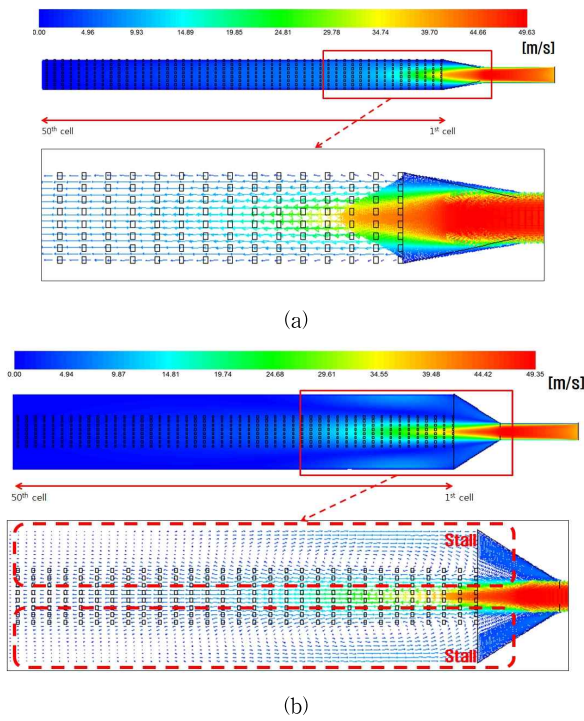 0.00 4.96 9.93 14.89 19.85 24.81 29.78 34.74 39.70 44.66 49.63
[m/s]
50th cell 1st cell
(a)
0.00 4.94 9.87 14.81 19.74 24.68 29.61 34.55 39.48 44.42 49.35
[m/s]
50th cell 1st cell
Stall
Stall
(b)